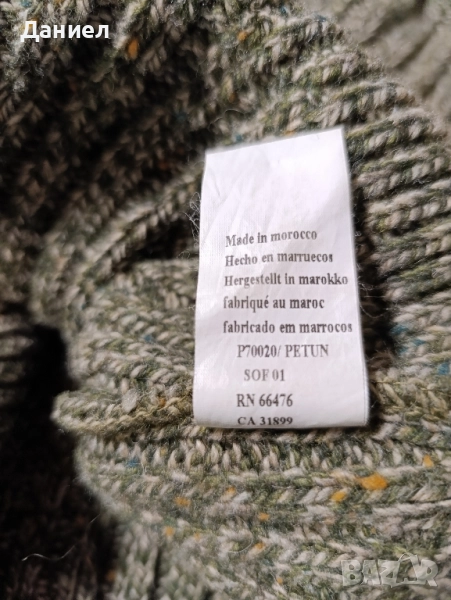 Даниел
Made in morocco
Hecho en marruecos
Hergestellt in marokko
fabriqué au maroc
fabricado em marrocos
P70020/ PETUN
SOF 01
RN 66476
CA 31899
BAZAR